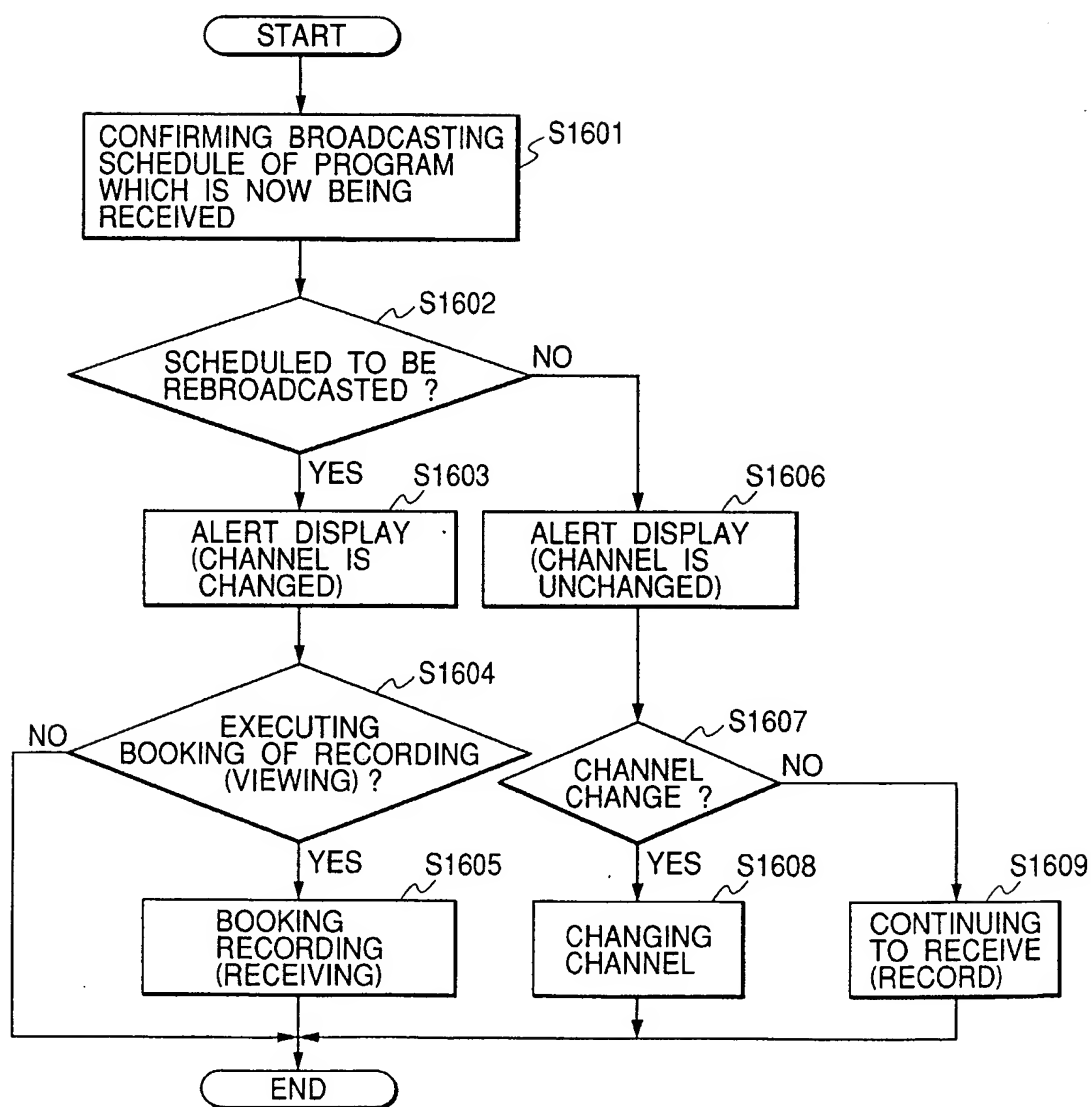 START
CONFIRMING BROADCASTING
SCHEDULE OF PROGRAM
WHICH IS NOW BEING
RECEIVED
S1601
S1602
SCHEDULED TO BE
REBROADCASTED ?
NO
YES
S1603
ALERT DISPLAY
(CHANNEL IS
CHANGED)
S1606
ALERT DISPLAY
(CHANNEL IS
UNCHANGED)
S1604
NO
EXECUTING
BOOKING OF RECORDING
(VIEWING) ?
S1607
CHANNEL
CHANGE ?
NO
YES
S1605
BOOKING
RECORDING
(RECEIVING)
YES
S1608
CHANGING
CHANNEL
S1609
CONTINUING
TO RECEIVE
(RECORD)
END